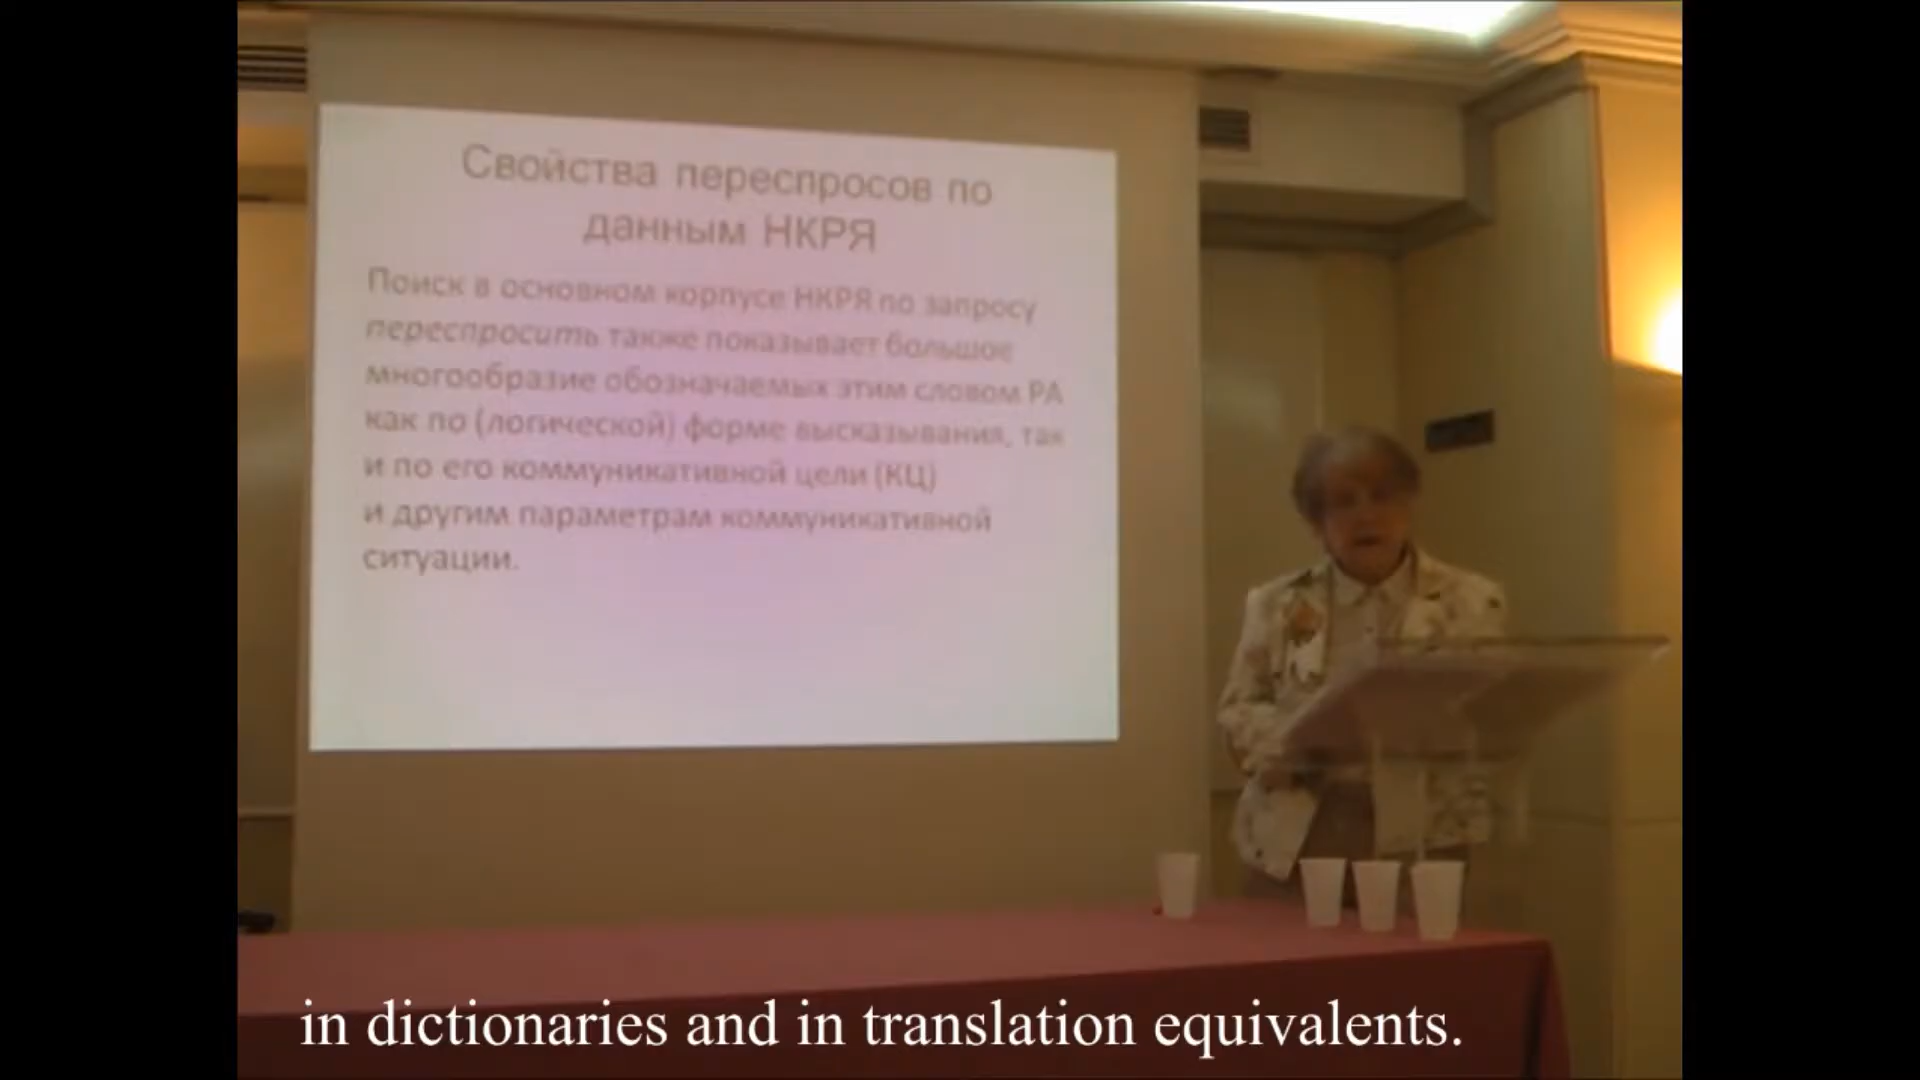 Свойства переспросов по
данным НКРЯ
Поиск в основном корпусе НКРЯ по запросу
переспросить также показывает большое
многообразие обозначаемых этим словом РА
как по (логической) форме высказывания, так
и по его коммуникативной цели (КЦ)
и другим параметрам коммуникативной
ситуации.
in dictionaries and in translation equivalents.